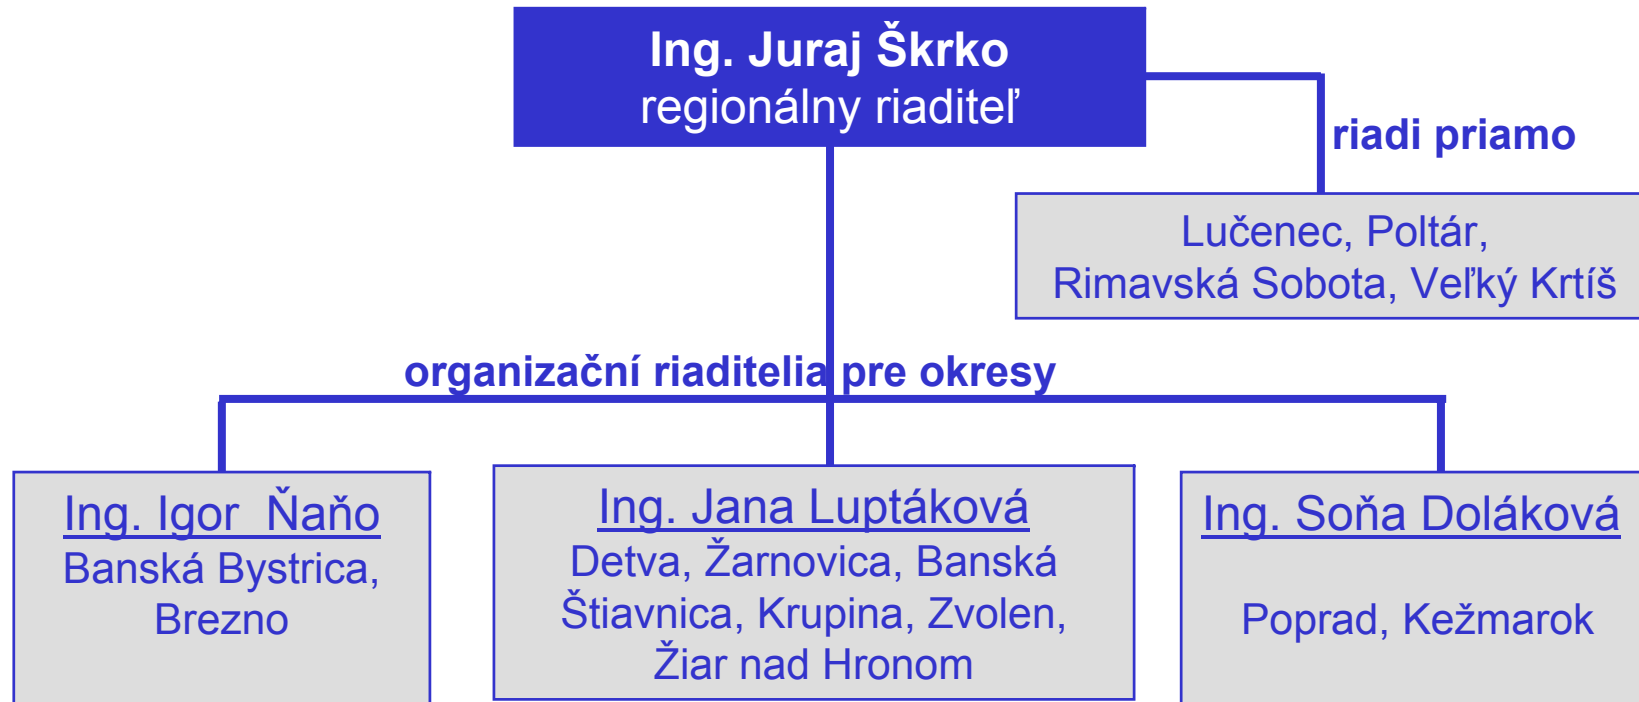 Ing. Juraj Škrko
regionálny riaditeľ
riadi priamo
Lučenec, Poltár,
Rimavská Sobota, Veľký Krtíš
organizační riaditelia pre okresy
Ing. Igor Ňaňo
Banská Bystrica,
Brezno
Ing. Jana Luptáková
Detva, Žarnovica, Banská
Štiavnica, Krupina, Zvolen,
Žiar nad Hronom
Ing. Soňa Doláková
Poprad, Kežmarok